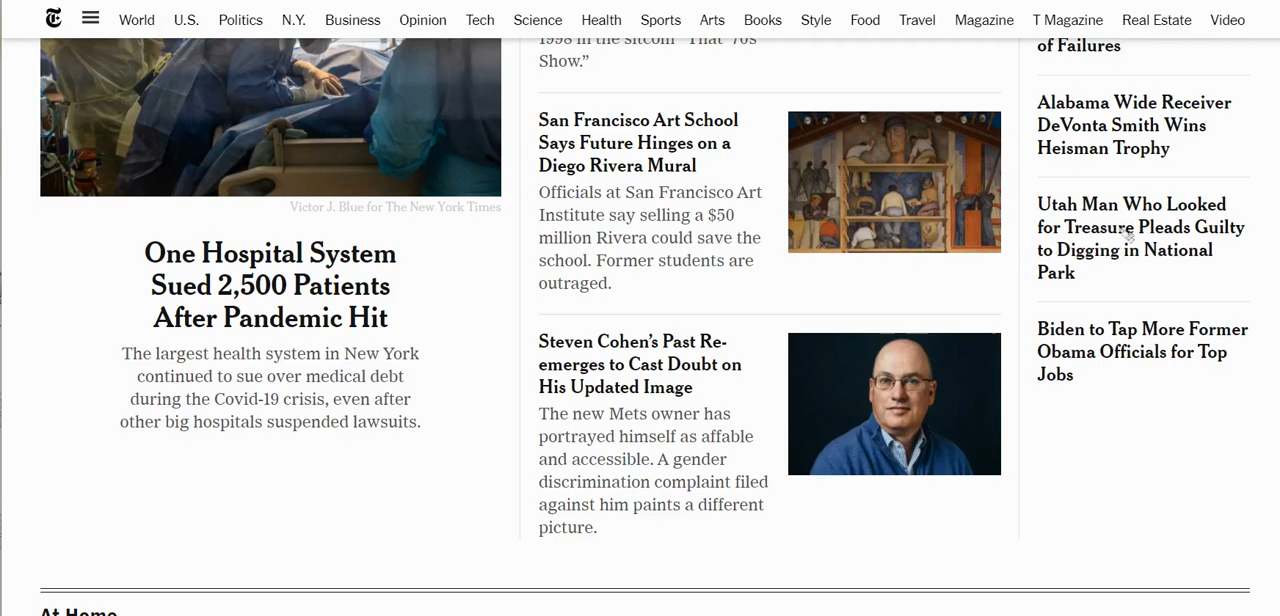 World U.S. Politics N.Y. Business Opinion Tech Science Health Sports Arts Books Style Food Travel Magazine T Magazine Real Estate Video
Victor J. Blue for The New York Times
One Hospital System
Sued 2,500 Patients
After Pandemic Hit
The largest health system in New York
continued to sue over medical debt
during the Covid-19 crisis, even after
other big hospitals suspended lawsuits.
1998 in the sitcom “That ’70s
Show.”
San Francisco Art School
Says Future Hinges on a
Diego Rivera Mural
Officials at San Francisco Art
Institute say selling a $50
million Rivera could save the
school. Former students are
outraged.
Steven Cohen’s Past Re-
emerges to Cast Doubt on
His Updated Image
The new Mets owner has
portrayed himself as affable
and accessible. A gender
discrimination complaint filed
against him paints a different
picture.
of Failures
Alabama Wide Receiver
DeVonta Smith Wins
Heisman Trophy
Utah Man Who Looked
for Treasure Pleads Guilty
to Digging in National
Park
Biden to Tap More Former
Obama Officials for Top
Jobs
At Home